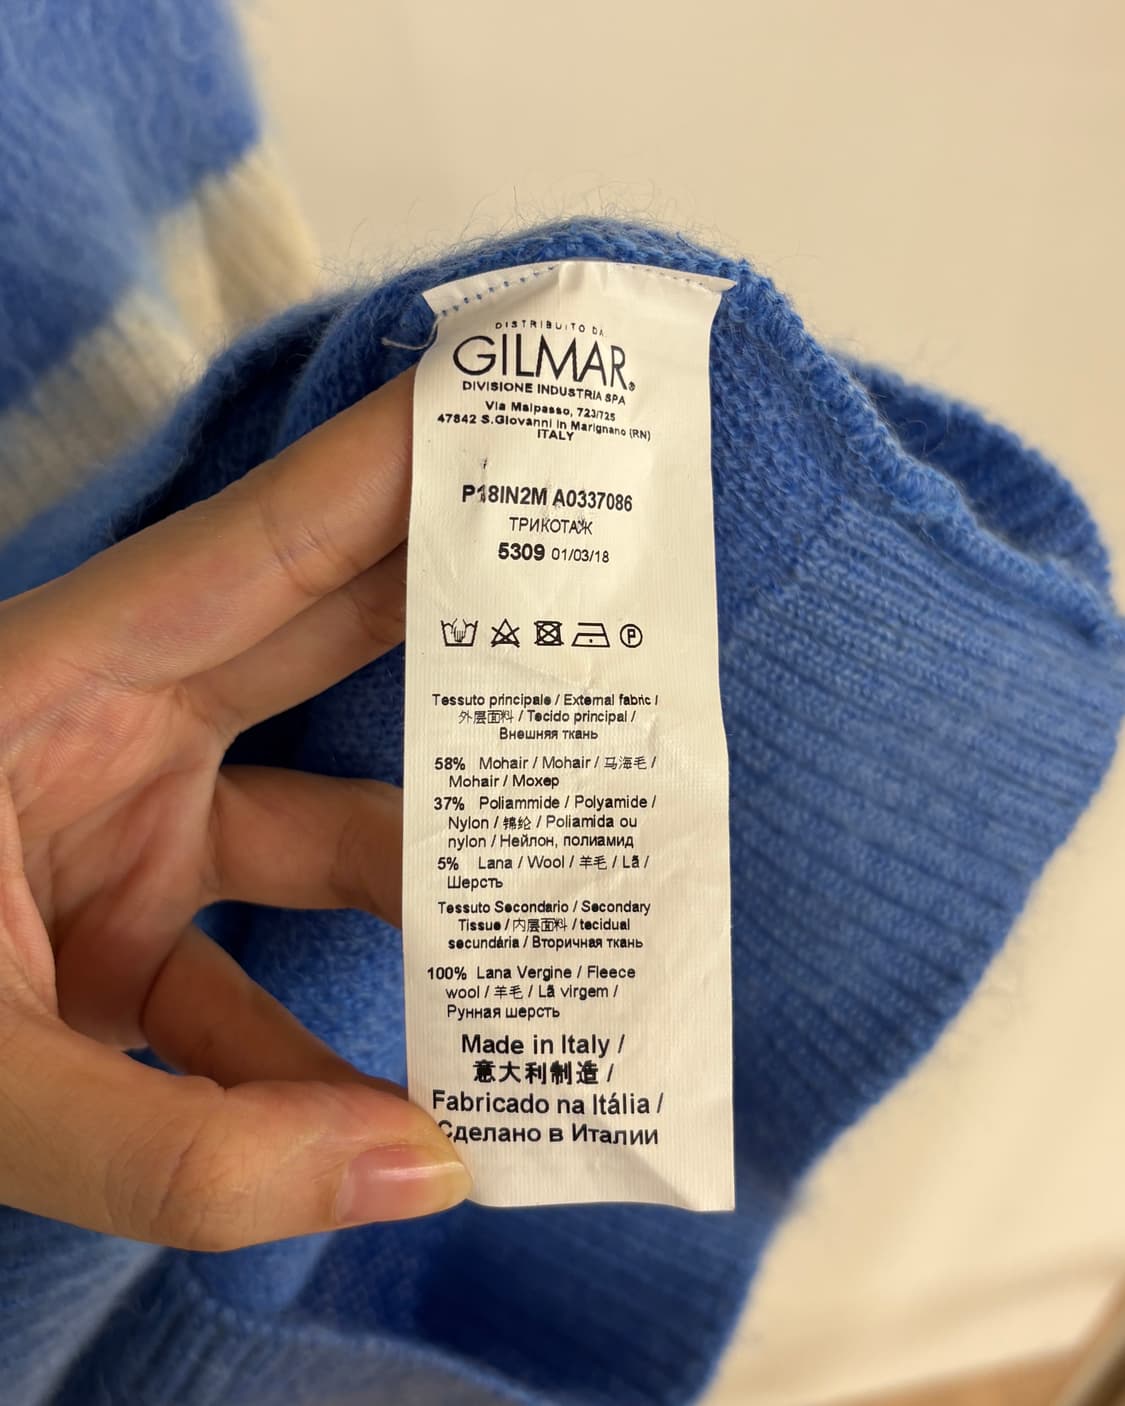 DISTRIBUITO DA
GILMAR®
DIVISIONE INDUSTRIA SPA
Via Malpasso, 723/725
47842 S.Giovanni in Marignano (RN)
ITALY
P18IN2M A0337086
ТРИКОТАЖ
5309 01/03/18
P
Tessuto principale / External fabric /
外层面料 / Tecido principal /
Внешняя ткань
58% Mohair / Mohair / 马海毛 /
Mohair / Мохер
37% Poliammide / Polyamide /
Nylon / 锦纶 / Poliamida ou
nylon / Нейлон, полиамид
5% Lana / Wool / 羊毛 / Lã /
Шерсть
Tessuto Secondario / Secondary
Tissue / 内层面料 / tecidual
secundária / Вторичная ткань
100% Lana Vergine / Fleece
wool / 羊毛 / Lã virgem /
Рунная шерсть
Made in Italy /
意大利制造 /
Fabricado na Itália /
Сделано в Италии